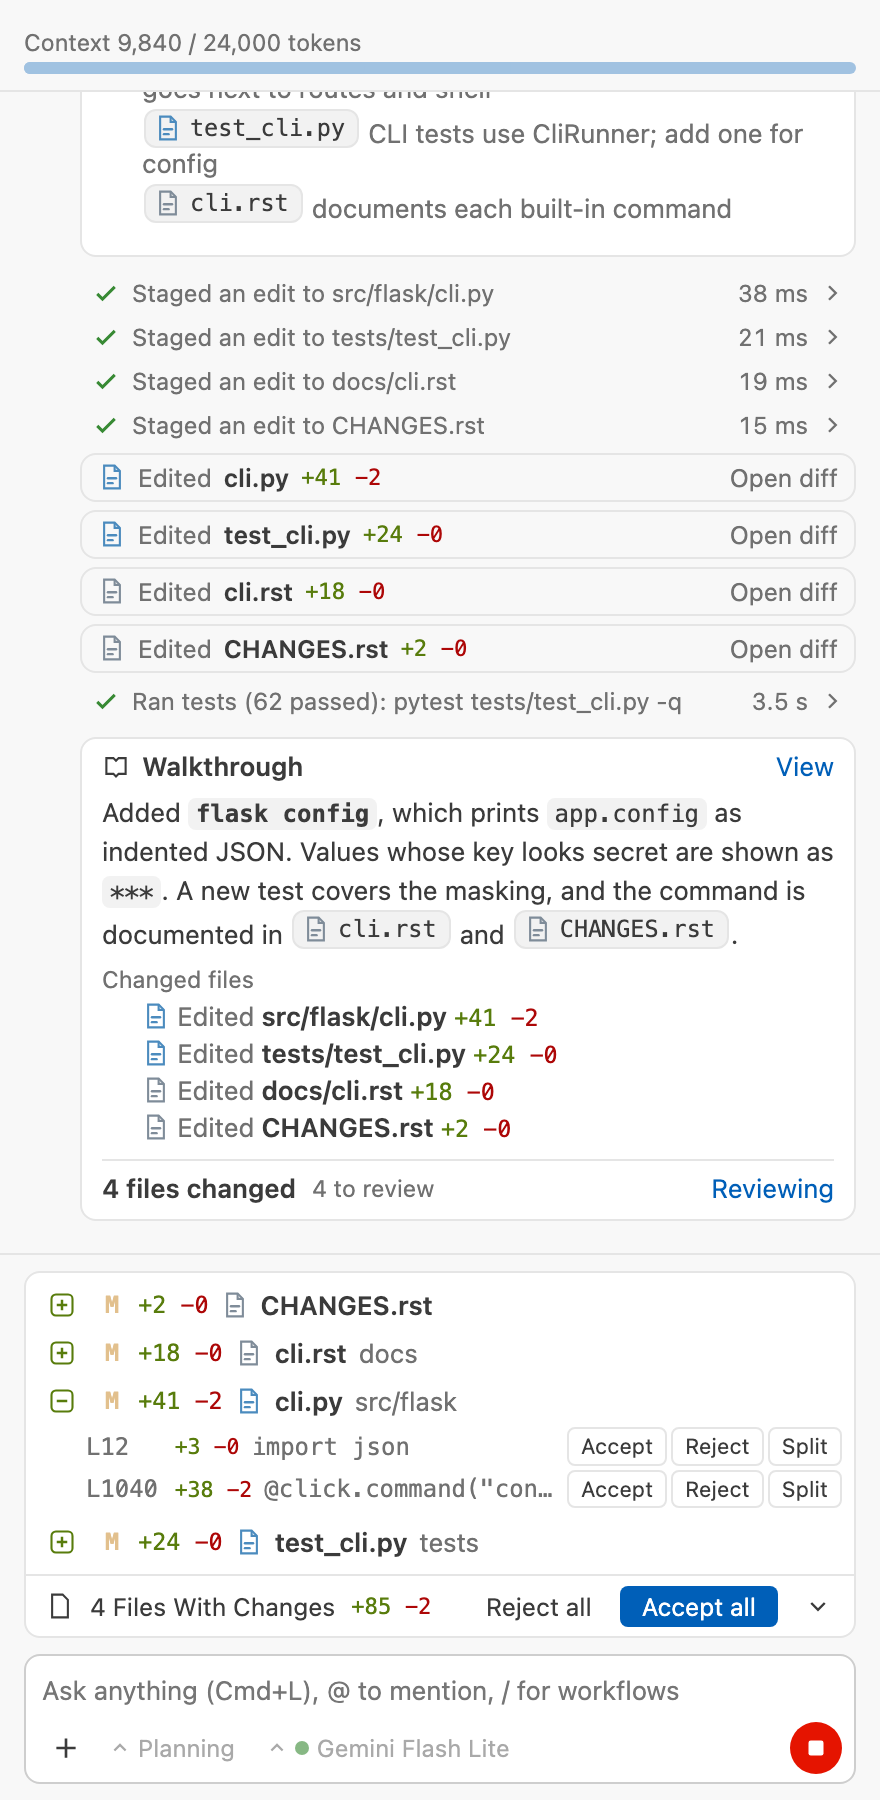 Context 9,840 / 24,000 tokens
goes next to routes and shell
test_cli.py CLI tests use CliRunner; add one for
config
cli.rst documents each built-in command
Staged an edit to src/flask/cli.py 38 ms
Staged an edit to tests/test_cli.py 21 ms
Staged an edit to docs/cli.rst 19 ms
Staged an edit to CHANGES.rst 15 ms
Edited cli.py +41 −2 Open diff
Edited test_cli.py +24 −0 Open diff
Edited cli.rst +18 −0 Open diff
Edited CHANGES.rst +2 −0 Open diff
Ran tests (62 passed): pytest tests/test_cli.py -q 3.5 s
Walkthrough View
Added flask config, which prints app.config as
indented JSON. Values whose key looks secret are shown as
***. A new test covers the masking, and the command is
documented in cli.rst and CHANGES.rst.
Changed files
Edited src/flask/cli.py +41 −2
Edited tests/test_cli.py +24 −0
Edited docs/cli.rst +18 −0
Edited CHANGES.rst +2 −0
4 files changed 4 to review Reviewing
M +2 −0 CHANGES.rst
M +18 −0 cli.rst docs
M +41 −2 cli.py src/flask
L12 +3 −0 import json Accept Reject Split
L1040 +38 −2 @click.command("con… Accept Reject Split
M +24 −0 test_cli.py tests
4 Files With Changes +85 −2 Reject all Accept all
Ask anything (Cmd+L), @ to mention, / for workflows
Planning Gemini Flash Lite